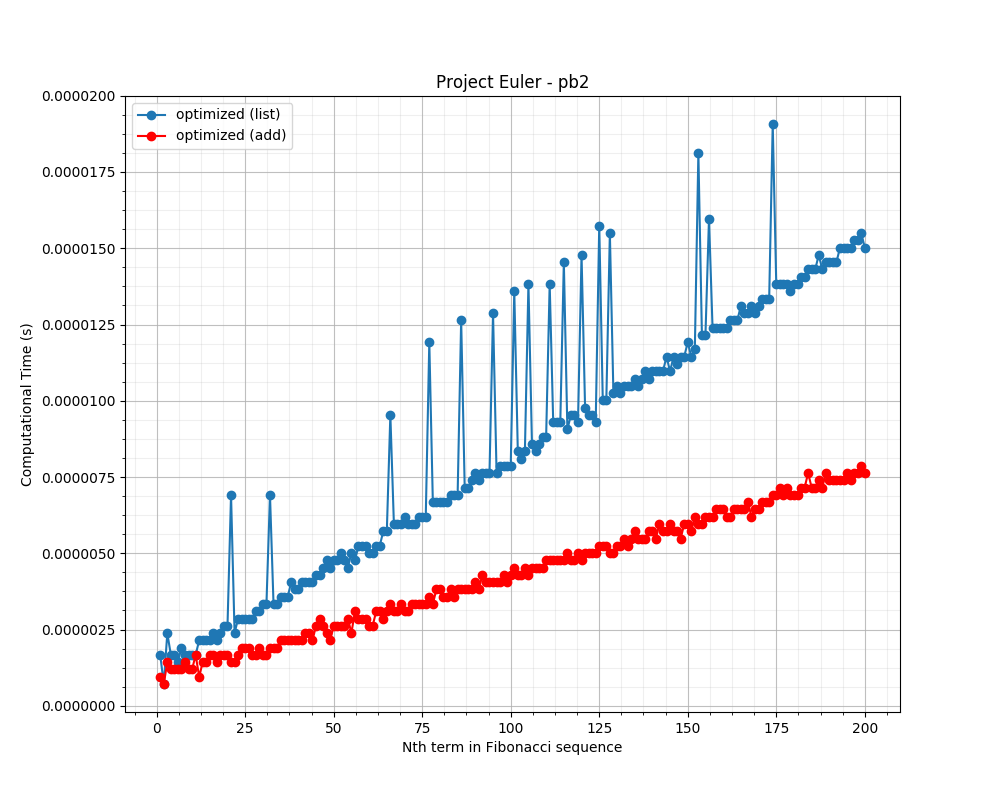 Project Euler - pb2
optimized (list)
optimized (add)
Computational Time (s)
0.0000200
0.0000175
0.0000150
0.0000125
0.0000100
0.0000075
0.0000050
0.0000025
0.0000000
0 25 50 75 100 125 150 175 200
Nth term in Fibonacci sequence